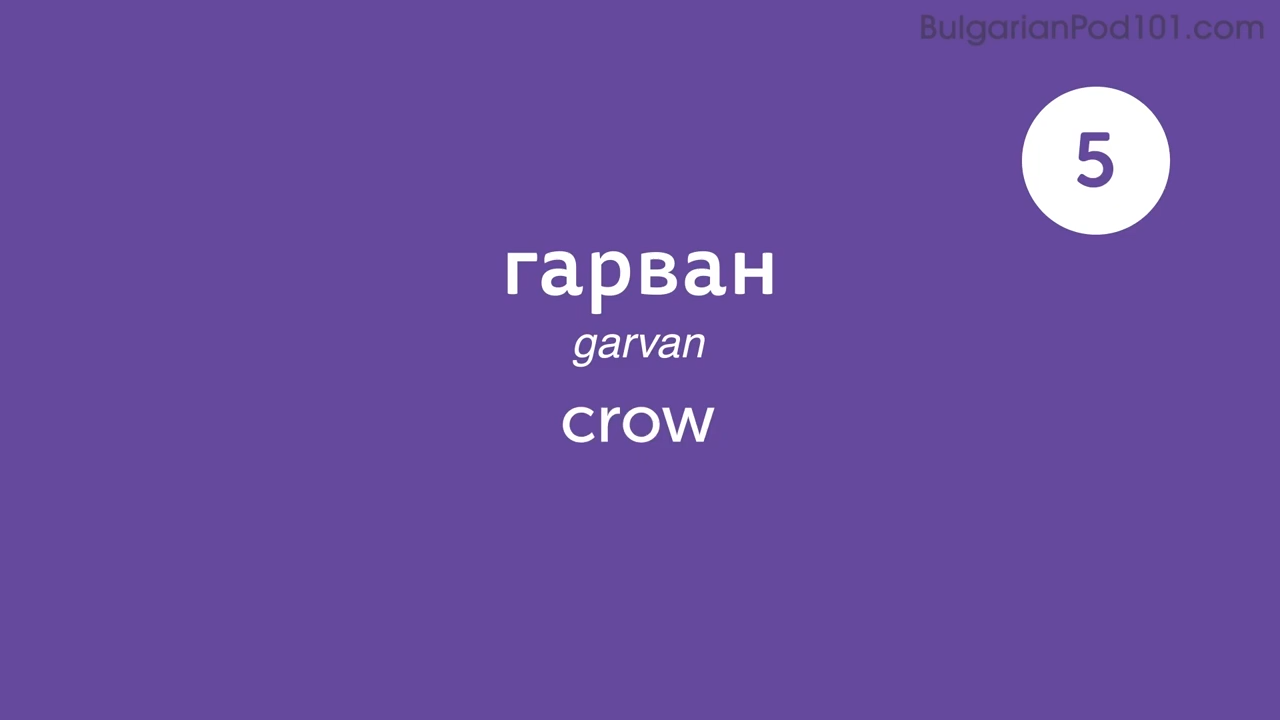 BulgarianPod101.com
5
гарван
garvan
crow